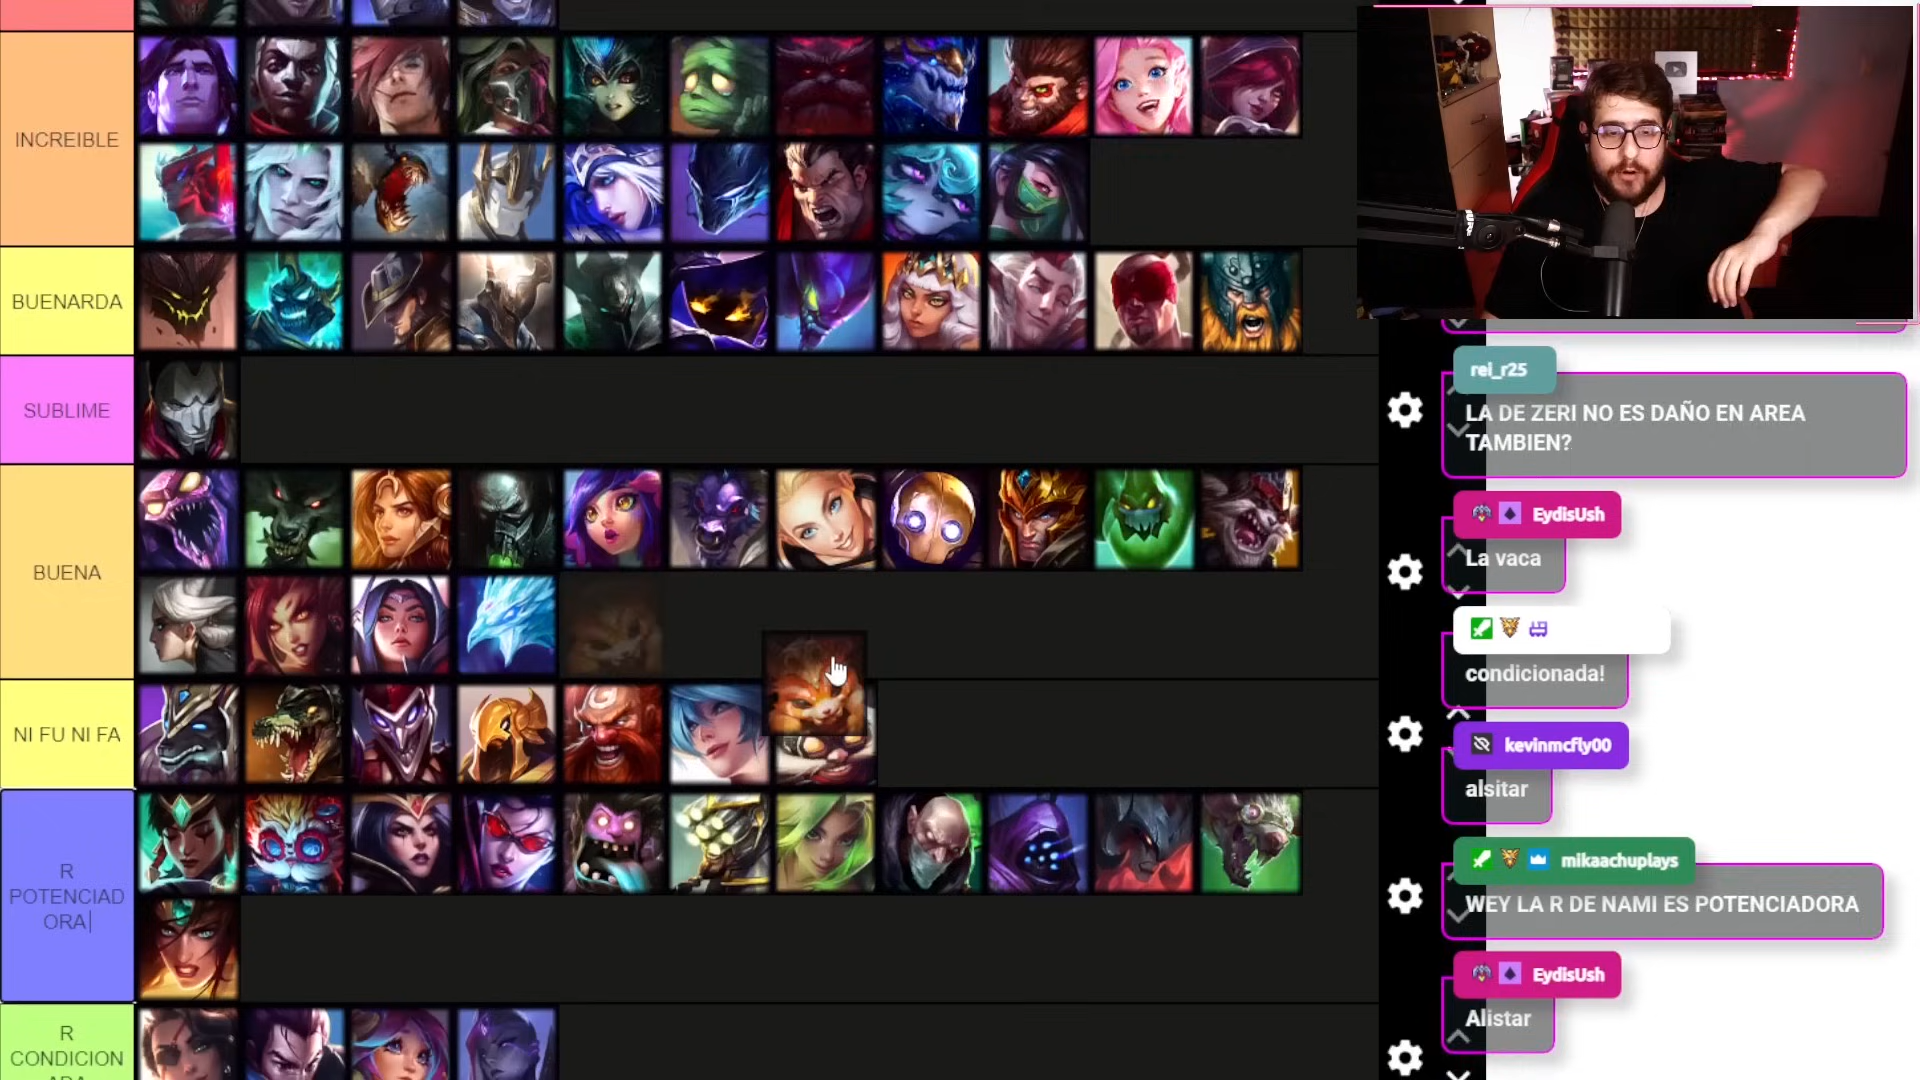 INCREIBLE
BUENARDA
SUBLIME
BUENA
NI FU NI FA
R
POTENCIAD
ORA
R
CONDICION
ADA
rei_r25
LA DE ZERI NO ES DAÑO EN AREA
TAMBIEN?
EydisUsh
La vaca
condicionada!
kevinmcfly00
alsitar
mikaachuplays
WEY LA R DE NAMI ES POTENCIADORA
EydisUsh
Alistar